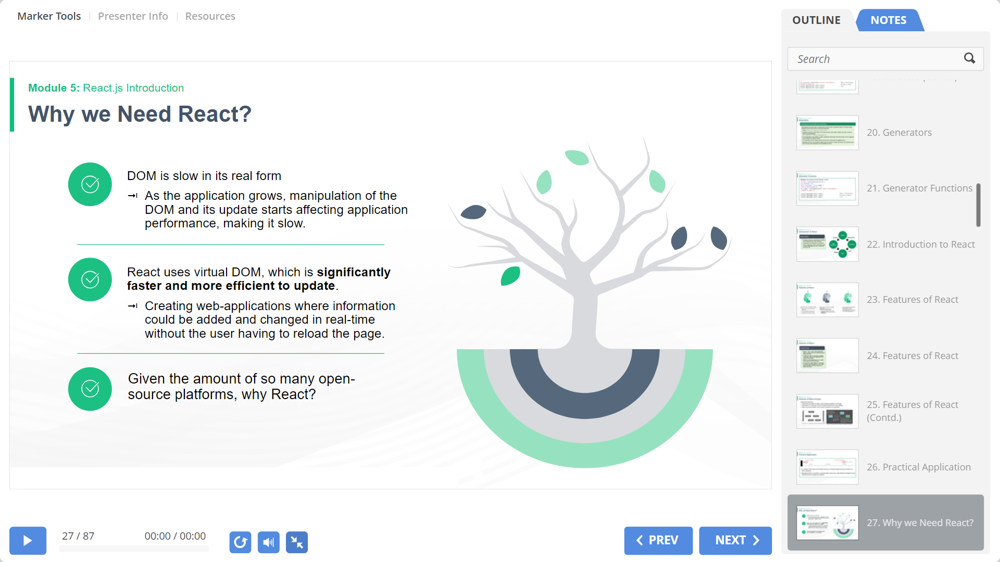 Marker Tools
Presenter Info
Resources
OUTLINE
NOTES
Search
Module 5: React.js Introduction
Why we Need React?
DOM is slow in its real form
As the application grows, manipulation of the
DOM and its update starts affecting application
performance, making it slow.
React uses virtual DOM, which is significantly
faster and more efficient to update.
Creating web-applications where information
could be added and changed in real-time
without the user having to reload the page.
Given the amount of so many open-
source platforms, why React?
20. Generators
21. Generator Functions
22. Introduction to React
23. Features of React
24. Features of React
25. Features of React
(Contd.)
26. Practical Application
27. Why we Need React?
27 / 87
00:00 / 00:00
PREV
NEXT